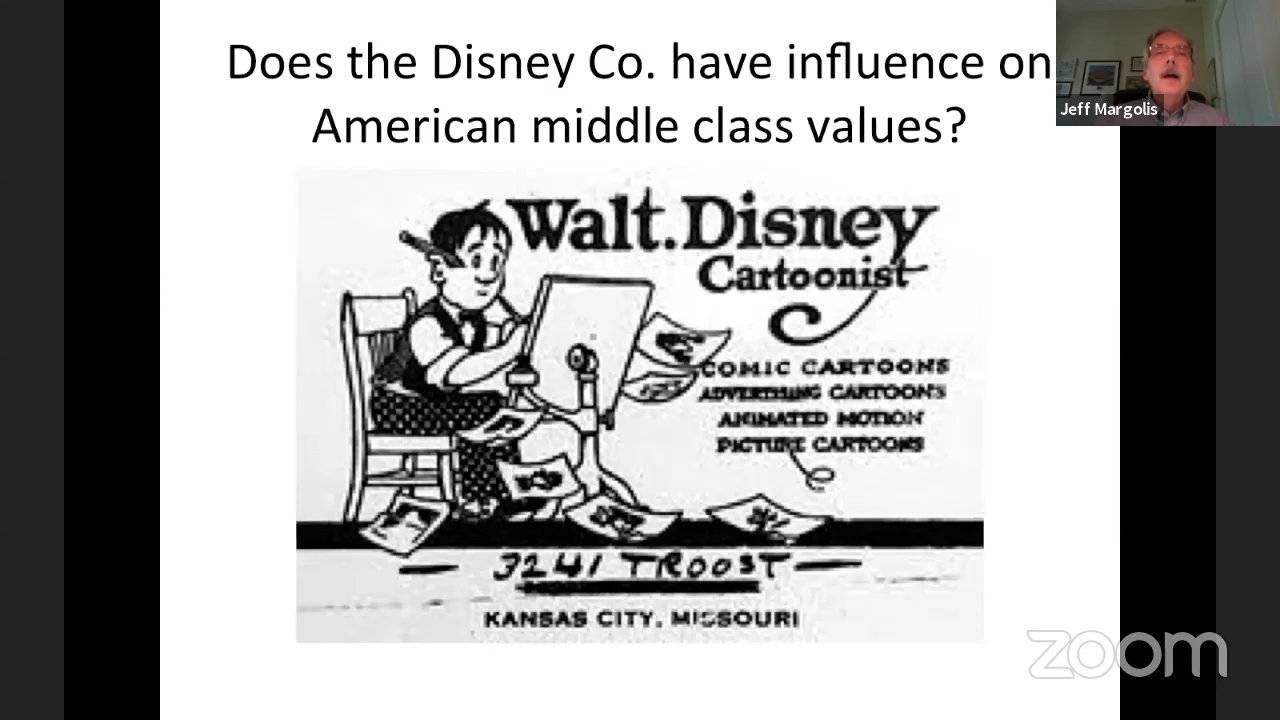 Does the Disney Co. have influence on
American middle class values?
Jeff Margolis
Walt. Disney
Cartoonist
COMIC CARTOONS
ADVERTISING CARTOONS
ANIMATED MOTION
PICTURE CARTOONS
3241 TROOST
KANSAS CITY, MISSOURI
zoom